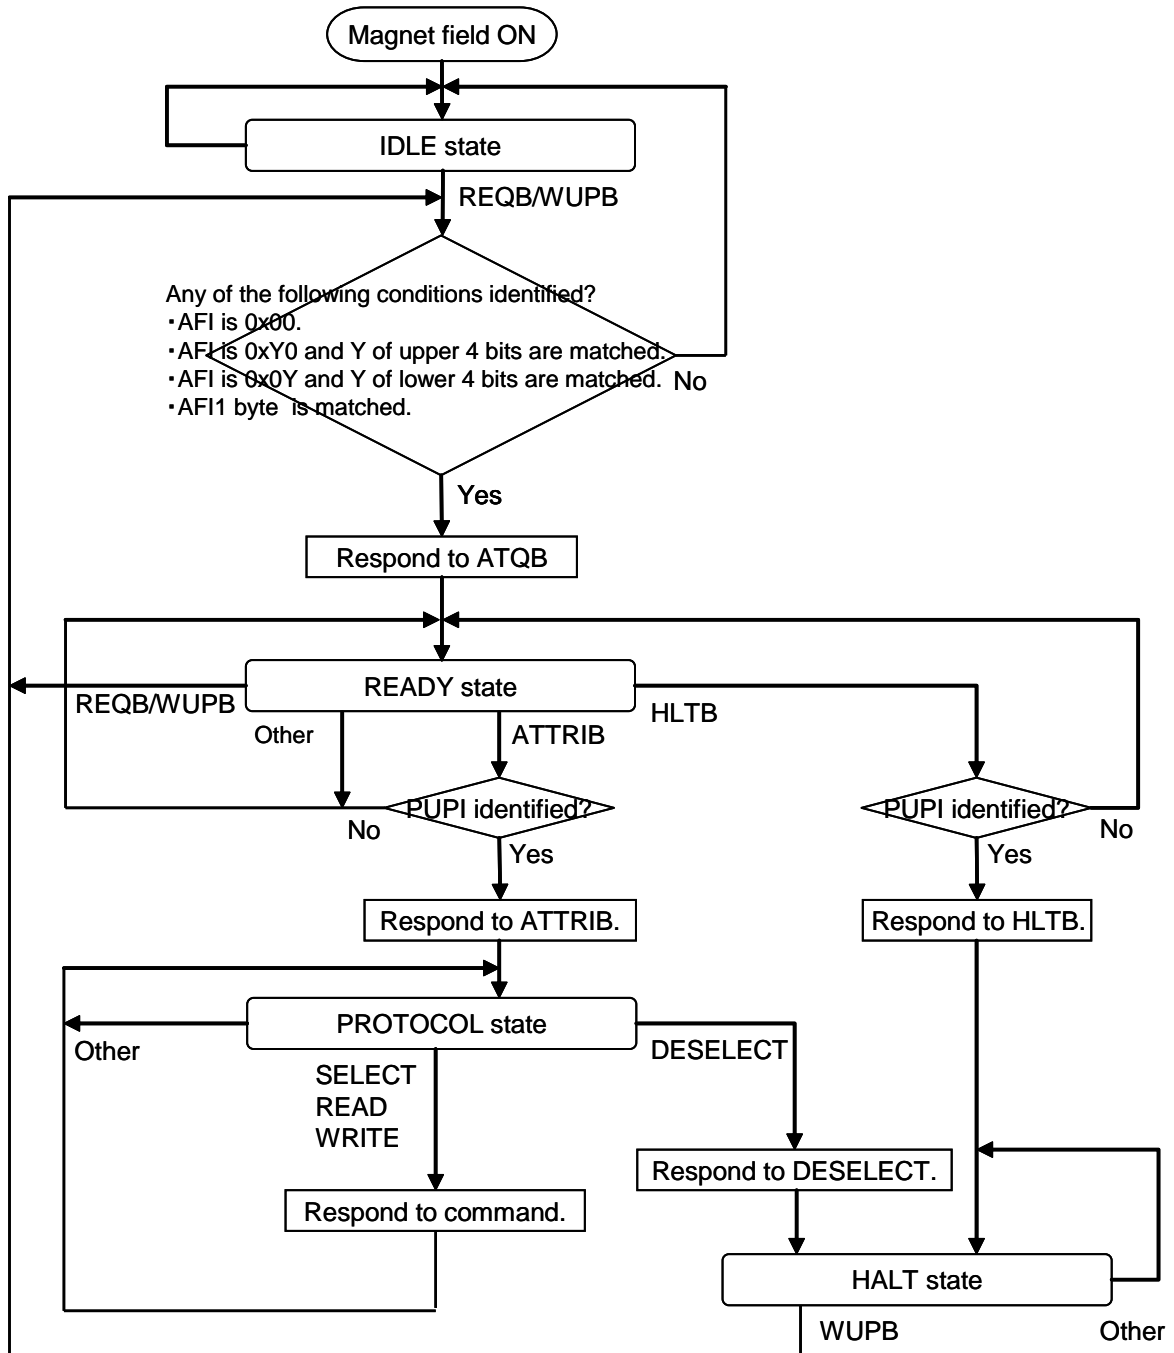 Magnet field ON
IDLE state
REQB/WUPB
Any of the following conditions identified?
・AFI is 0x00.
・AFI is 0xY0 and Y of upper 4 bits are matched.
・AFI is 0x0Y and Y of lower 4 bits are matched.
No
・AFI1 byte is matched.
Yes
Respond to ATQB
READY state
REQB/WUPB
HLTB
Other
ATTRIB
PUPI identified?
PUPI identified?
No
No
Yes
Yes
Respond to ATTRIB.
Respond to HLTB.
PROTOCOL state
Other
DESELECT
SELECT
READ
WRITE
Respond to DESELECT.
Respond to command.
HALT state
WUPB
Other